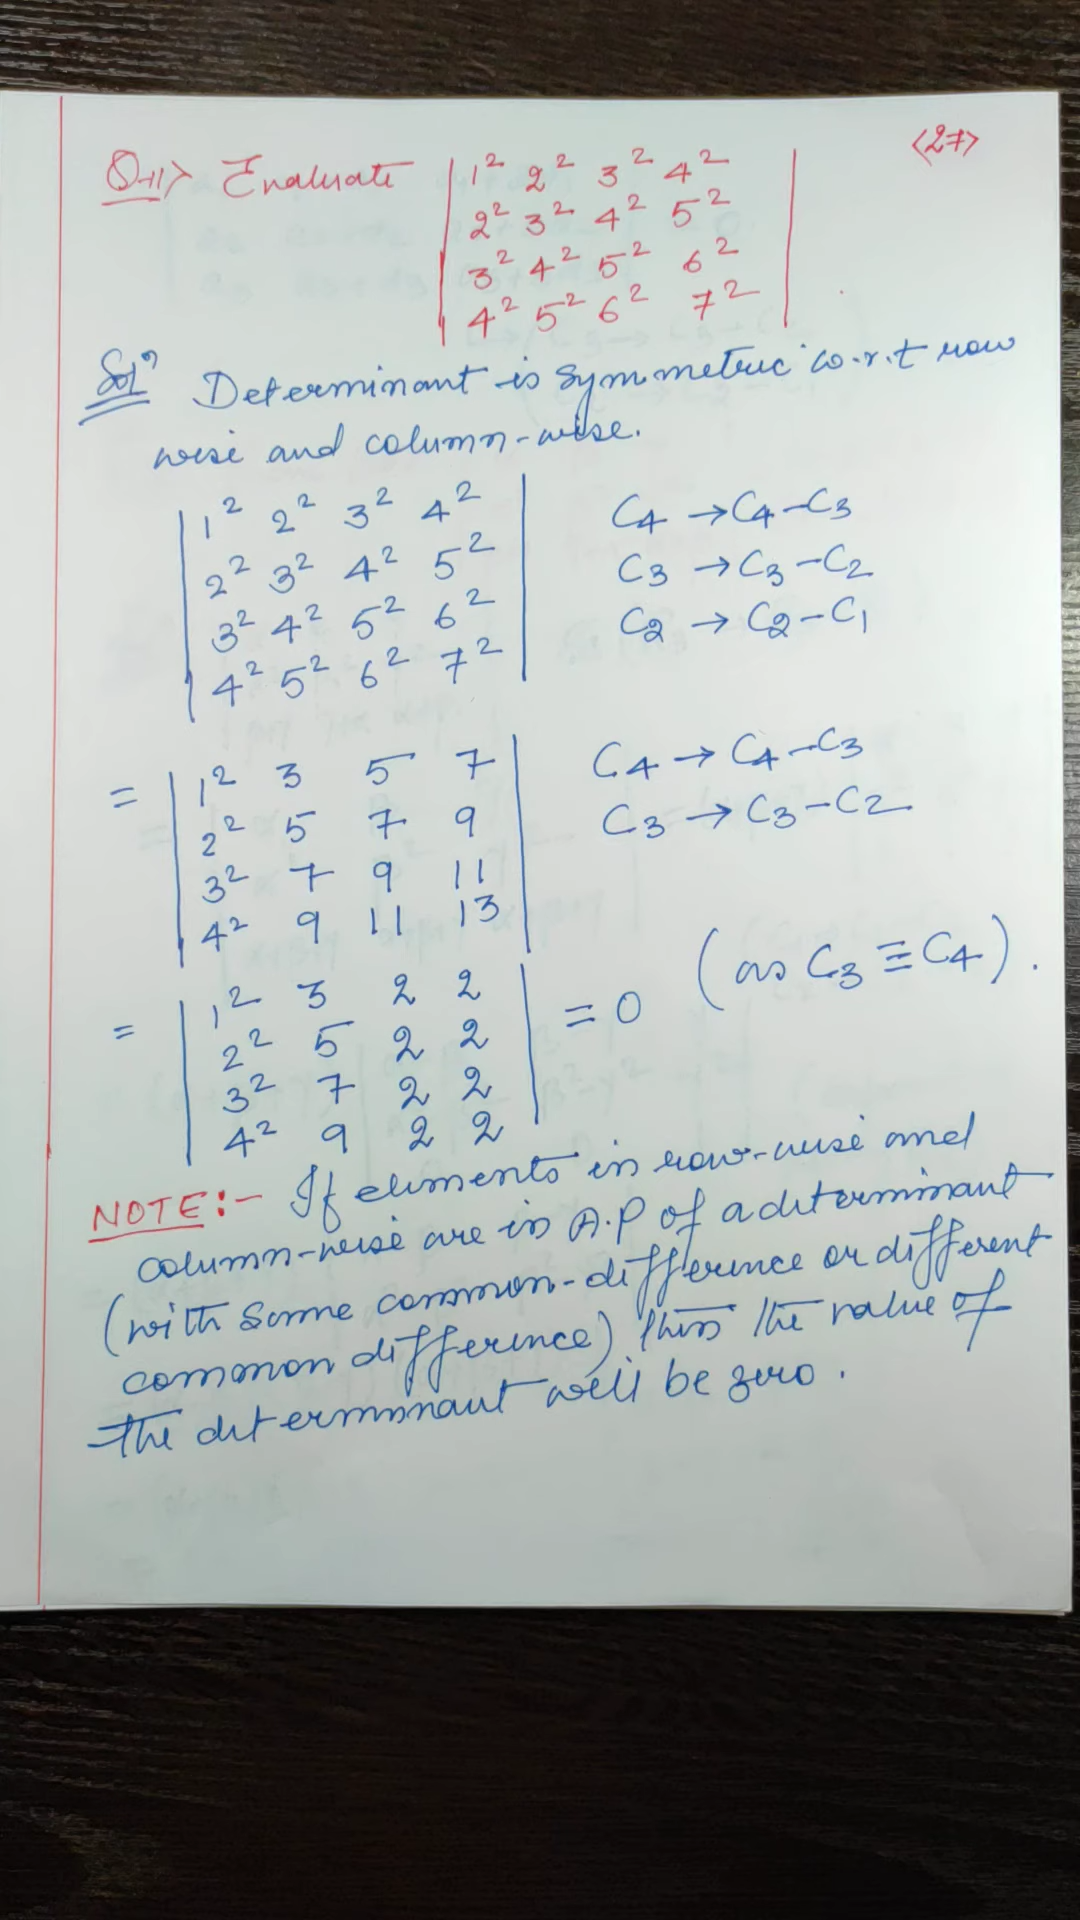 <27>
Q-11> Evaluate | 1² 2² 3² 4² |
| 2² 3² 4² 5² |
| 3² 4² 5² 6² |
| 4² 5² 6² 7² |
Solⁿ Determinant is symmetric w.r.t row
wise and column-wise.
| 1² 2² 3² 4² | C₄ → C₄-C₃
| 2² 3² 4² 5² | C₃ → C₃-C₂
| 3² 4² 5² 6² | C₂ → C₂-C₁
| 4² 5² 6² 7² |
= | 1² 3 5 7 | C₄ → C₄-C₃
| 2² 5 7 9 | C₃ → C₃-C₂
| 3² 7 9 11 |
| 4² 9 11 13 |
= | 1² 3 2 2 | = 0 (as C₃ ≡ C₄).
| 2² 5 2 2 |
| 3² 7 2 2 |
| 4² 9 2 2 |
NOTE:- If elements in row-wise and
column-wise are in A.P of a determinant
(with same common-difference or different
common difference) then the value of
the determinant will be zero.